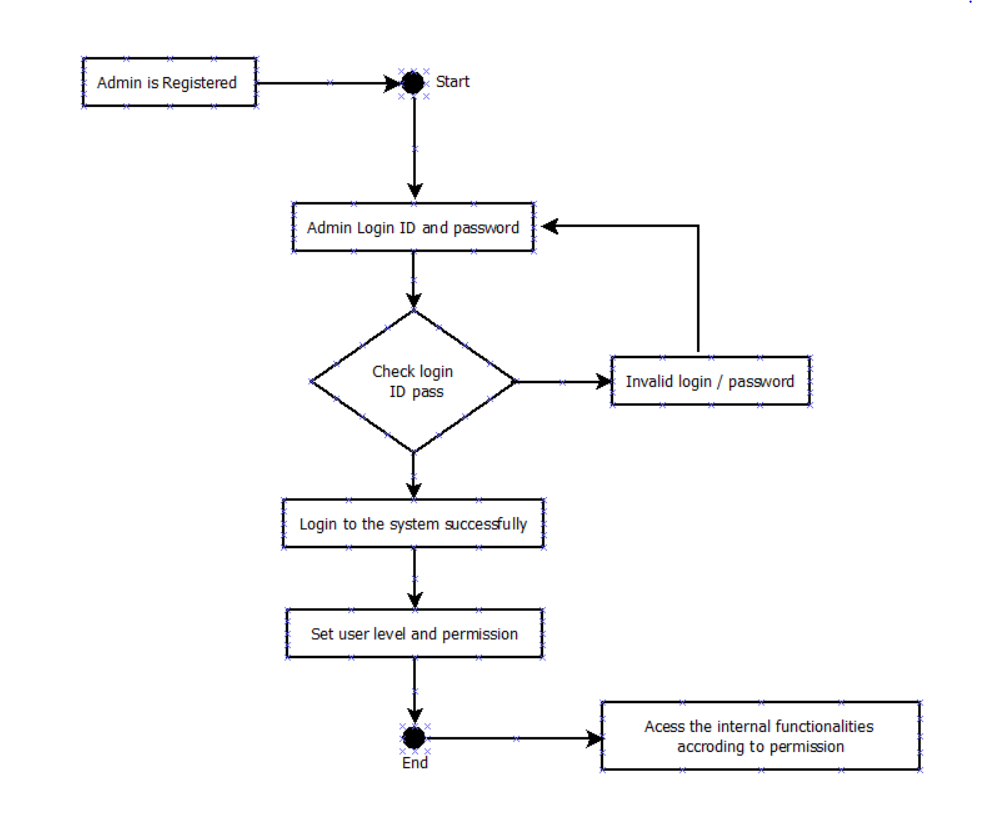 Admin is Registered
Start
Admin Login ID and password
Check login
ID pass
Invalid login / password
Login to the system successfully
Set user level and permission
End
Acess the internal functionalities
accroding to permission